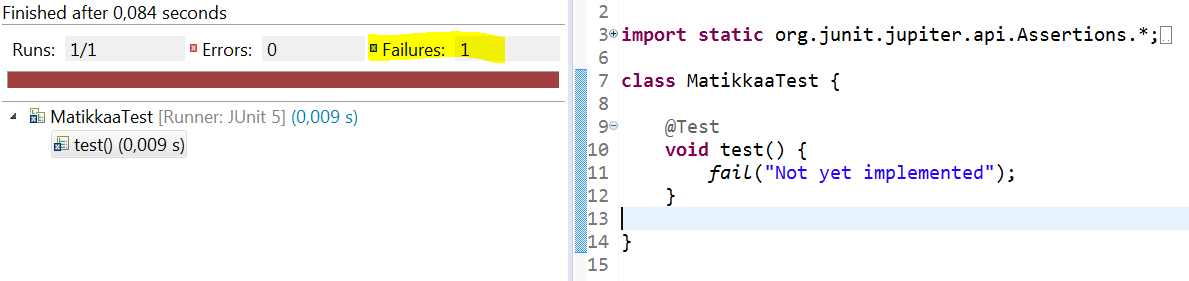 Finished after 0,084 seconds
Runs: 1/1 Errors: 0 Failures: 1
MatikkaaTest [Runner: JUnit 5] (0,009 s)
test() (0,009 s)
2
3 import static org.junit.jupiter.api.Assertions.*;
6
7 class MatikkaaTest {
8
9 @Test
10 void test() {
11 fail("Not yet implemented");
12 }
13
14 }
15